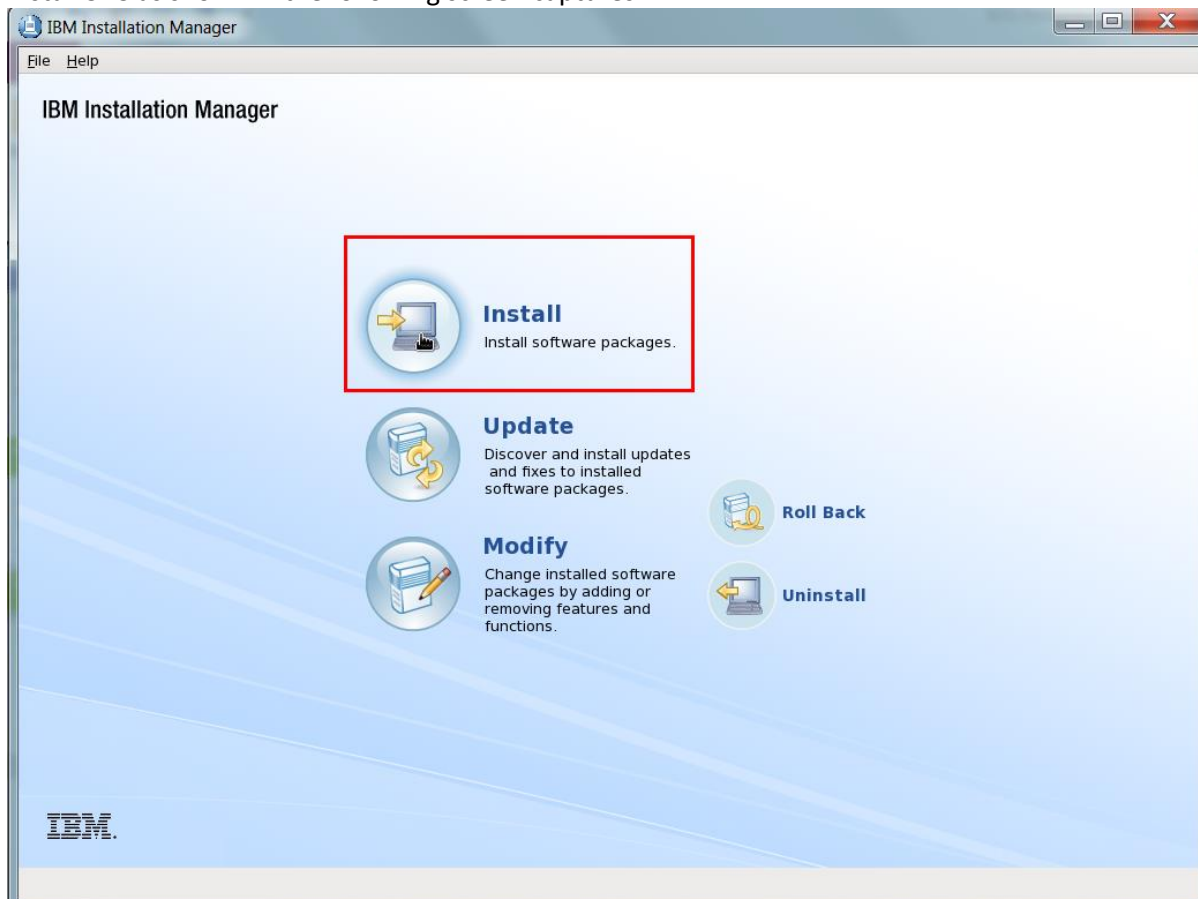 IBM Installation Manager
File Help
IBM Installation Manager
Install
Install software packages.
Update
Discover and install updates
and fixes to installed
software packages.
Roll Back
Modify
Change installed software
packages by adding or
removing features and
functions.
Uninstall
IBM.